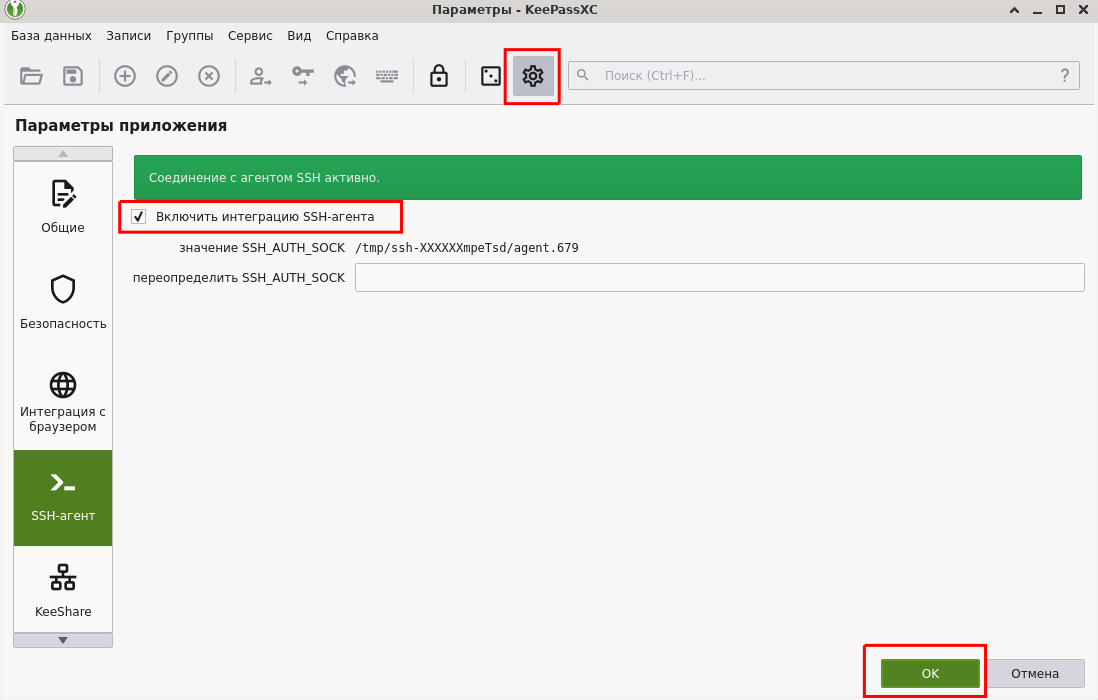 Параметры - KeePassXC
База данных Записи Группы Сервис Вид Справка
Поиск (Ctrl+F)... ?
Параметры приложения
Общие
Безопасность
Интеграция с
браузером
SSH-агент
KeeShare
Соединение с агентом SSH активно.
Включить интеграцию SSH-агента
значение SSH_AUTH_SOCK /tmp/ssh-XXXXXXmpeTsd/agent.679
переопределить SSH_AUTH_SOCK
OK Отмена